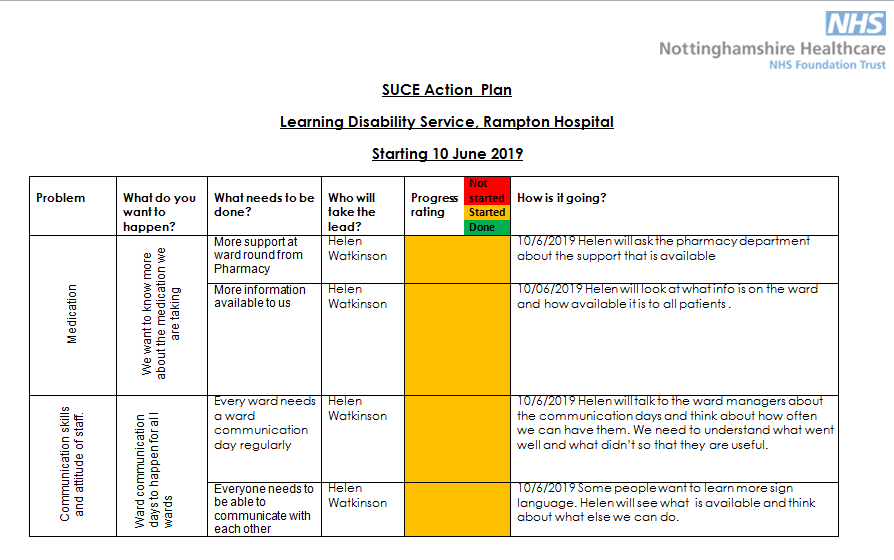 NHS
Nottinghamshire Healthcare
NHS Foundation Trust
SUCE Action Plan
Learning Disability Service, Rampton Hospital
Starting 10 June 2019
Problem
What do you
want to
happen?
What needs to be
done?
Who will
take the
lead?
Progress
rating
Not
started
Started
Done
How is it going?
Medication
We want to know more
about the medication we
are taking
More support at
ward round from
Pharmacy
Helen
Watkinson
10/6/2019 Helen will ask the pharmacy department
about the support that is available
More information
available to us
Helen
Watkinson
10/06/2019 Helen will look at what info is on the ward
and how available it is to all patients .
Communication skills
and attitude of staff.
Ward communication
days to happen for all
wards
Every ward needs
a ward
communication
day regularly
Helen
Watkinson
10/6/2019 Helen will talk to the ward managers about
the communication days and think about how often
we can have them. We need to understand what went
well and what didn't so that they are useful.
Everyone needs to
be able to
communicate with
each other
Helen
Watkinson
10/6/2019 Some people want to learn more sign
language. Helen will see what is available and think
about what else we can do.